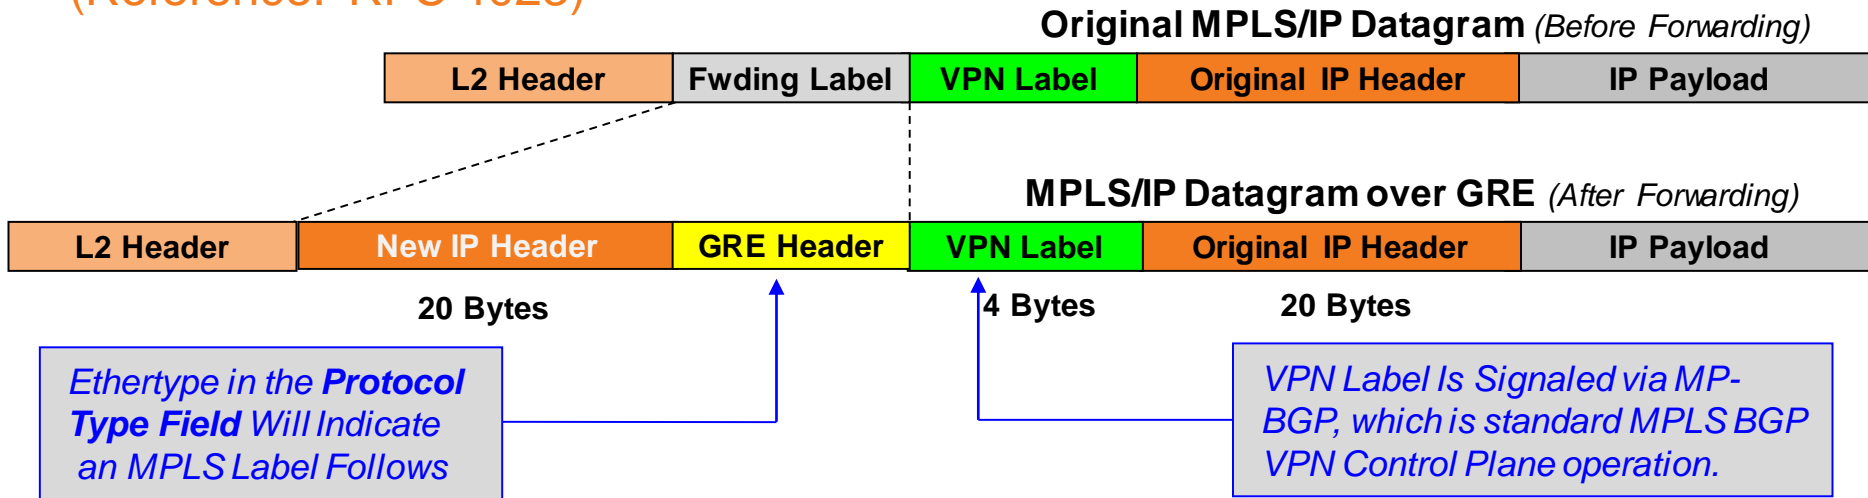 (Reference: RFC 4023)
Original MPLS/IP Datagram (Before Forwarding)
L2 Header Fwding Label VPN Label Original IP Header IP Payload
MPLS/IP Datagram over GRE (After Forwarding)
L2 Header New IP Header GRE Header VPN Label Original IP Header IP Payload
20 Bytes 4 Bytes 20 Bytes
Ethertype in the Protocol
Type Field Will Indicate
an MPLS Label Follows
VPN Label Is Signaled via MP-
BGP, which is standard MPLS BGP
VPN Control Plane operation.